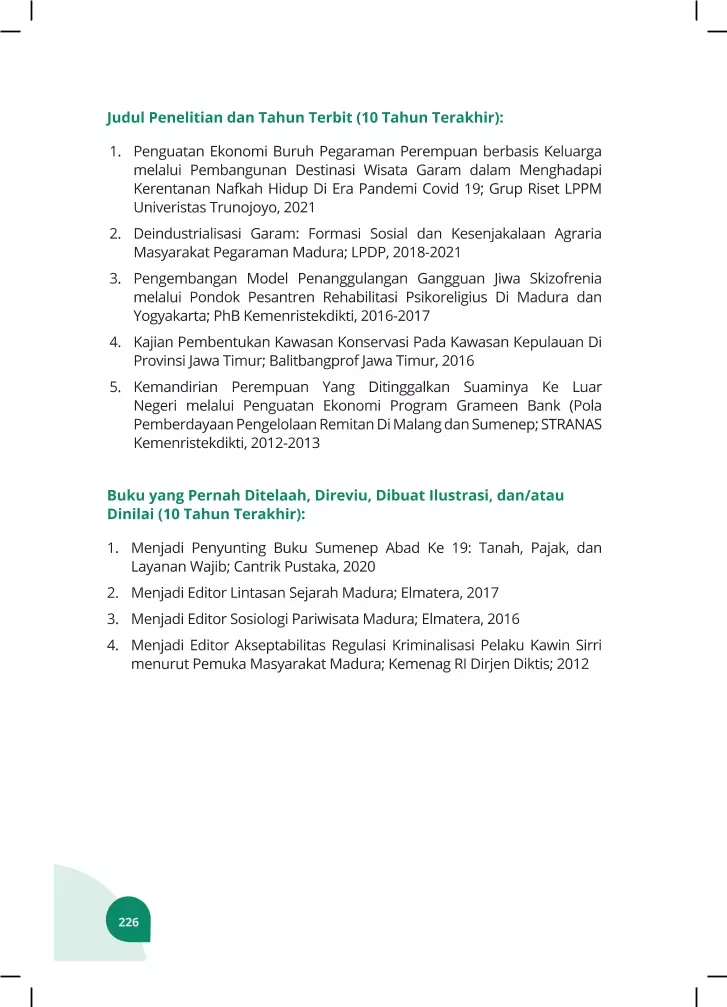 Judul Penelitian dan Tahun Terbit (10 Tahun Terakhir):
1. Penguatan Ekonomi Buruh Pegaraman Perempuan berbasis Keluarga
melalui Pembangunan Destinasi Wisata Garam dalam Menghadapi
Kerentanan Nafkah Hidup Di Era Pandemi Covid 19; Grup Riset LPPM
Univeristas Trunojoyo, 2021
2. Deindustrialisasi Garam: Formasi Sosial dan Kesenjakalaan Agraria
Masyarakat Pegaraman Madura; LPDP, 2018-2021
3. Pengembangan Model Penanggulangan Gangguan Jiwa Skizofrenia
melalui Pondok Pesantren Rehabilitasi Psikoreligius Di Madura dan
Yogyakarta; PhB Kemenristekdikti, 2016-2017
4. Kajian Pembentukan Kawasan Konservasi Pada Kawasan Kepulauan Di
Provinsi Jawa Timur; Balitbangprof Jawa Timur, 2016
5. Kemandirian Perempuan Yang Ditinggalkan Suaminya Ke Luar
Negeri melalui Penguatan Ekonomi Program Grameen Bank (Pola
Pemberdayaan Pengelolaan Remitan Di Malang dan Sumenep; STRANAS
Kemenristekdikti, 2012-2013
Buku yang Pernah Ditelaah, Direviu, Dibuat Ilustrasi, dan/atau
Dinilai (10 Tahun Terakhir):
1. Menjadi Penyunting Buku Sumenep Abad Ke 19: Tanah, Pajak, dan
Layanan Wajib; Cantrik Pustaka, 2020
2. Menjadi Editor Lintasan Sejarah Madura; Elmatera, 2017
3. Menjadi Editor Sosiologi Pariwisata Madura; Elmatera, 2016
4. Menjadi Editor Akseptabilitas Regulasi Kriminalisasi Pelaku Kawin Sirri
menurut Pemuka Masyarakat Madura; Kemenag RI Dirjen Diktis; 2012
226